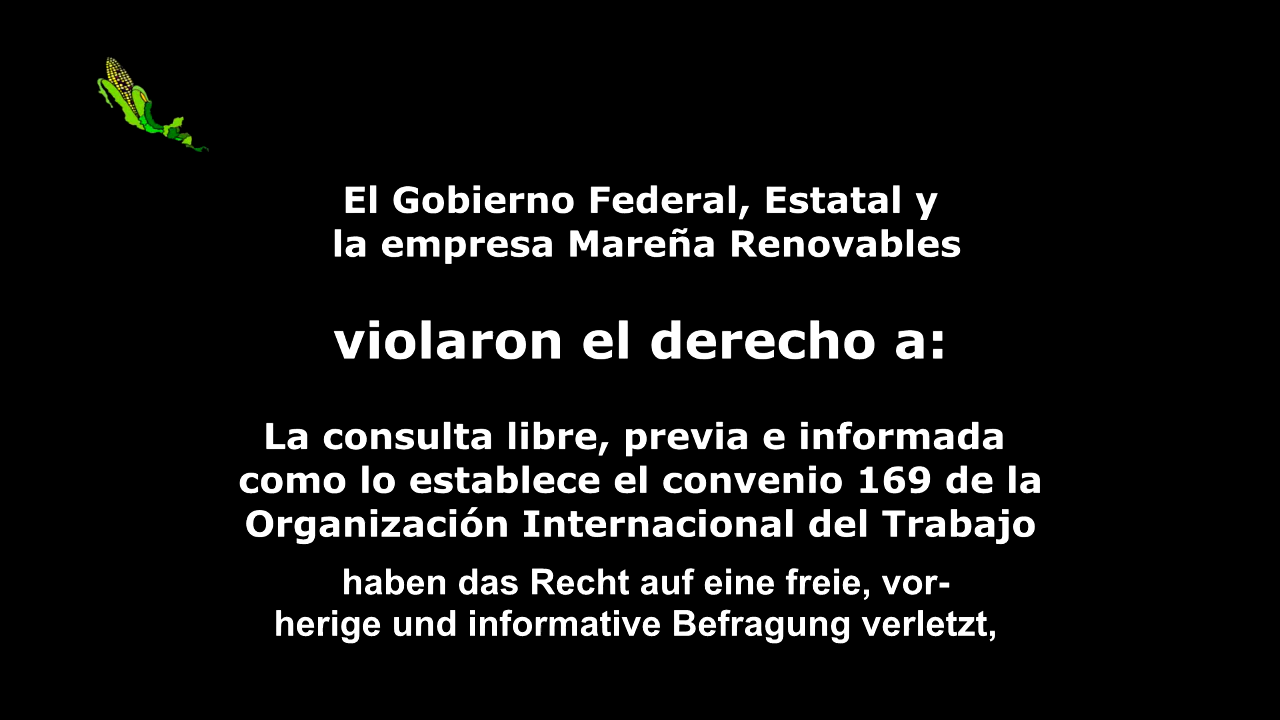 El Gobierno Federal, Estatal y
la empresa Mareña Renovables
violaron el derecho a:
La consulta libre, previa e informada
como lo establece el convenio 169 de la
Organización Internacional del Trabajo
haben das Recht auf eine freie, vor-
herige und informative Befragung verletzt,